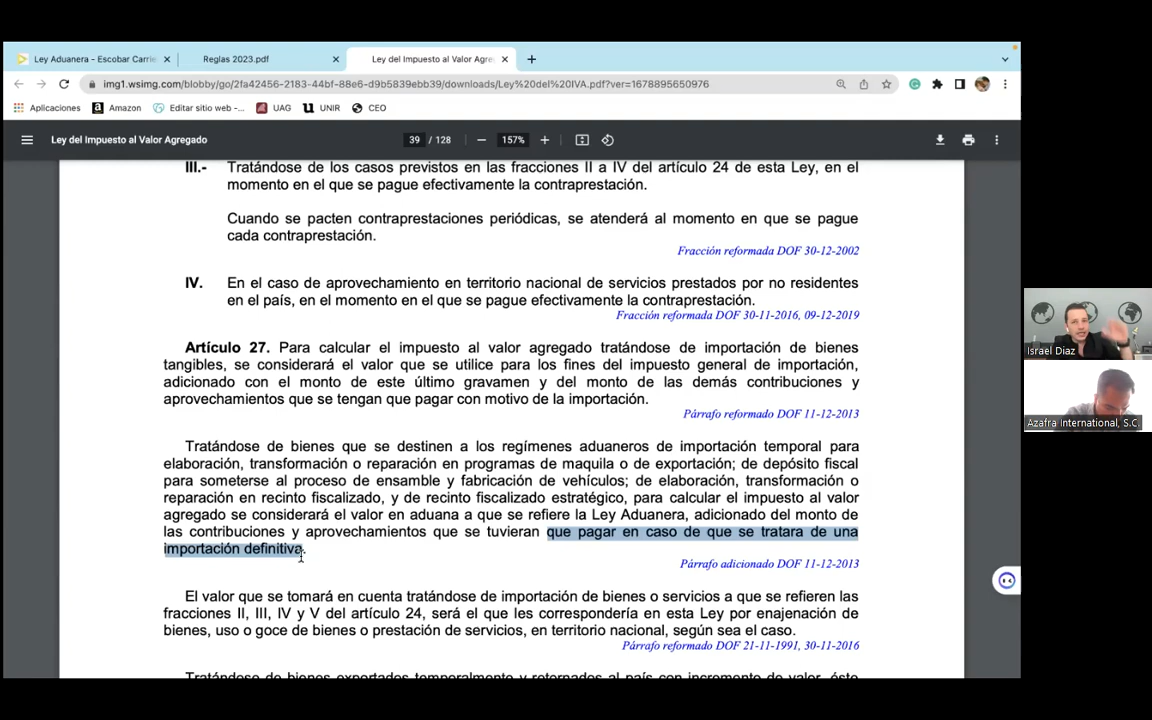 Ley Aduanera - Escobar Carrie
Reglas 2023.pdf
Ley del Impuesto al Valor Agre
img1.wsimg.com/blobby/go/2fa42456-2183-44bf-88e6-d9b5839ebb39/downloads/Ley%20del%20IVA.pdf?ver=1678895650976
Aplicaciones
Amazon
Editar sitio web -...
UAG
UNIR
CEO
Ley del Impuesto al Valor Agregado
39 / 128
157%
III.- Tratándose de los casos previstos en las fracciones II a IV del artículo 24 de esta Ley, en el
momento en el que se pague efectivamente la contraprestación.
Cuando se pacten contraprestaciones periódicas, se atenderá al momento en que se pague
cada contraprestación.
Fracción reformada DOF 30-12-2002
IV. En el caso de aprovechamiento en territorio nacional de servicios prestados por no residentes
en el país, en el momento en el que se pague efectivamente la contraprestación.
Fracción reformada DOF 30-11-2016, 09-12-2019
Artículo 27. Para calcular el impuesto al valor agregado tratándose de importación de bienes
tangibles, se considerará el valor que se utilice para los fines del impuesto general de importación,
adicionado con el monto de este último gravamen y del monto de las demás contribuciones y
aprovechamientos que se tengan que pagar con motivo de la importación.
Párrafo reformado DOF 11-12-2013
Tratándose de bienes que se destinen a los regímenes aduaneros de importación temporal para
elaboración, transformación o reparación en programas de maquila o de exportación; de depósito fiscal
para someterse al proceso de ensamble y fabricación de vehículos; de elaboración, transformación o
reparación en recinto fiscalizado, y de recinto fiscalizado estratégico, para calcular el impuesto al valor
agregado se considerará el valor en aduana a que se refiere la Ley Aduanera, adicionado del monto de
las contribuciones y aprovechamientos que se tuvieran que pagar en caso de que se tratara de una
importación definitiva.
Párrafo adicionado DOF 11-12-2013
El valor que se tomará en cuenta tratándose de importación de bienes o servicios a que se refieren las
fracciones II, III, IV y V del artículo 24, será el que les correspondería en esta Ley por enajenación de
bienes, uso o goce de bienes o prestación de servicios, en territorio nacional, según sea el caso.
Párrafo reformado DOF 21-11-1991, 30-11-2016
Tratándose de bienes exportados temporalmente y retornados al país con incremento de valor, éste
Israel Diaz
Azafra International, S.C.